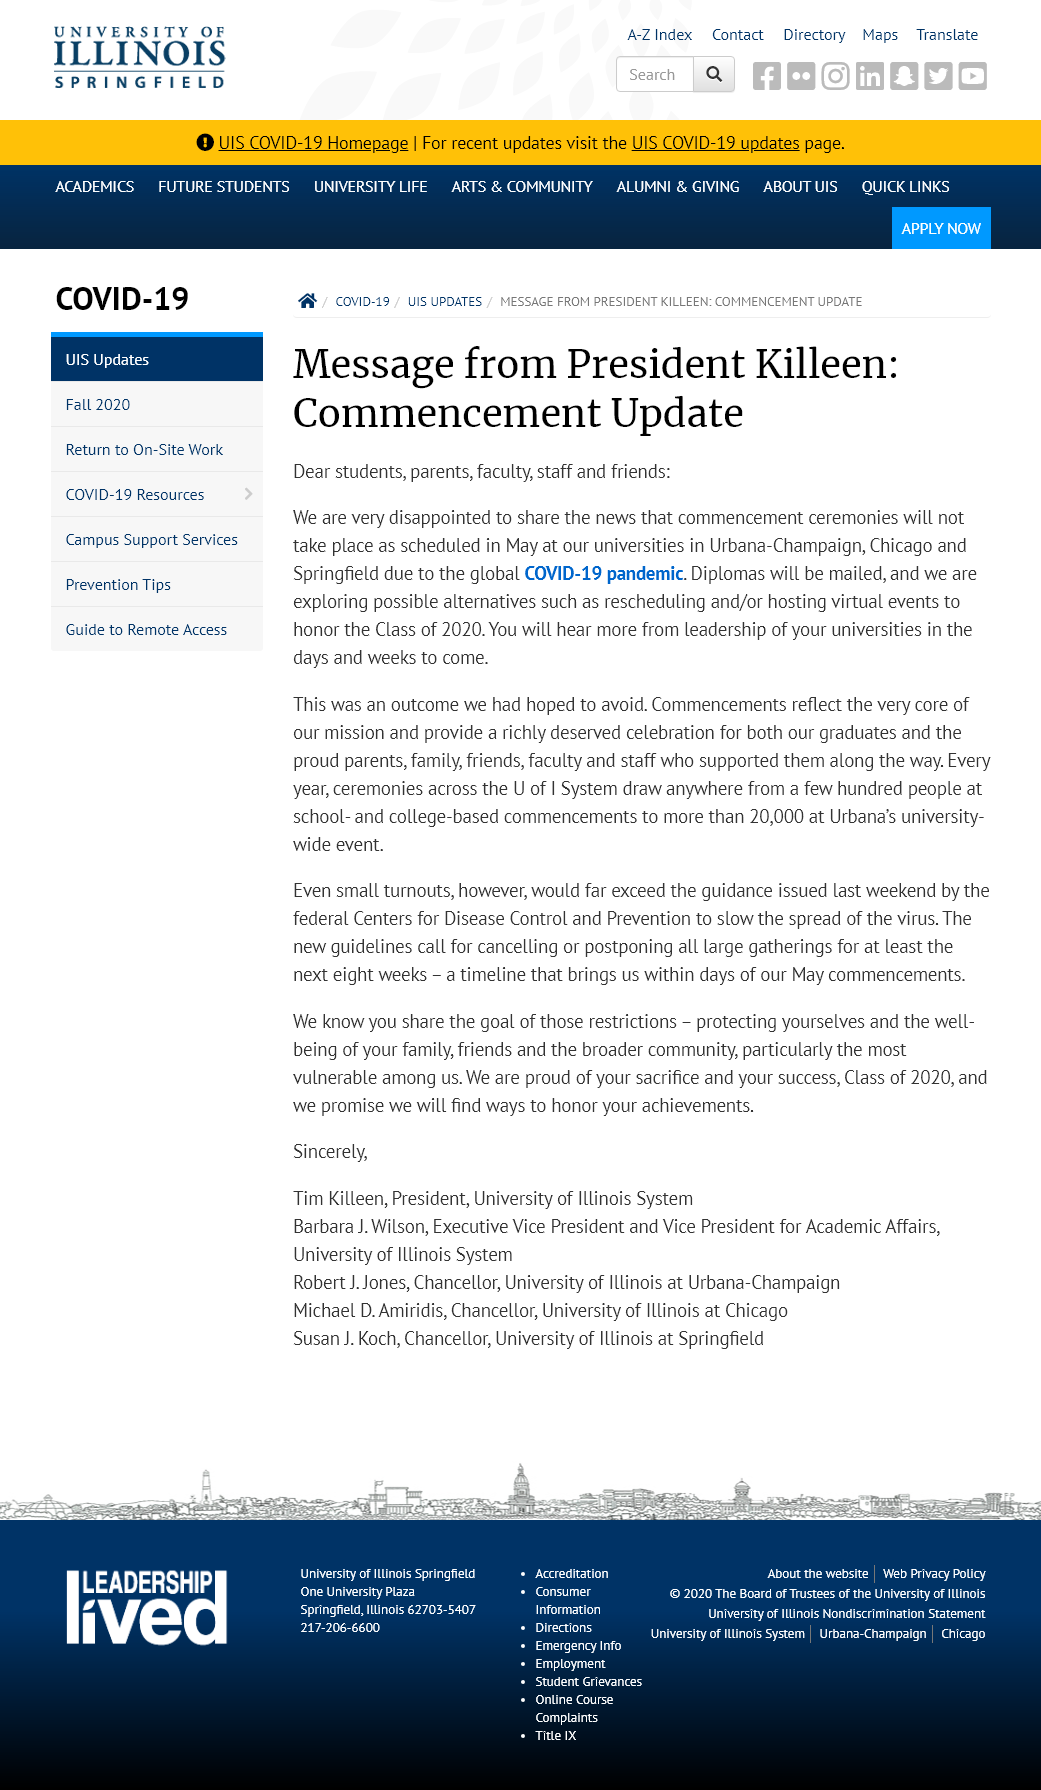 UNIVERSITY OF
ILLINOIS
SPRINGFIELD
A-Z Index Contact Directory Maps Translate
Search
UIS COVID-19 Homepage | For recent updates visit the UIS COVID-19 updates page.
ACADEMICS FUTURE STUDENTS UNIVERSITY LIFE ARTS & COMMUNITY ALUMNI & GIVING ABOUT UIS QUICK LINKS
APPLY NOW
COVID-19
UIS Updates
Fall 2020
Return to On-Site Work
COVID-19 Resources
Campus Support Services
Prevention Tips
Guide to Remote Access
/ COVID-19 / UIS UPDATES / MESSAGE FROM PRESIDENT KILLEEN: COMMENCEMENT UPDATE
Message from President Killeen:
Commencement Update
Dear students, parents, faculty, staff and friends:
We are very disappointed to share the news that commencement ceremonies will not
take place as scheduled in May at our universities in Urbana-Champaign, Chicago and
Springfield due to the global COVID-19 pandemic. Diplomas will be mailed, and we are
exploring possible alternatives such as rescheduling and/or hosting virtual events to
honor the Class of 2020. You will hear more from leadership of your universities in the
days and weeks to come.
This was an outcome we had hoped to avoid. Commencements reflect the very core of
our mission and provide a richly deserved celebration for both our graduates and the
proud parents, family, friends, faculty and staff who supported them along the way. Every
year, ceremonies across the U of I System draw anywhere from a few hundred people at
school- and college-based commencements to more than 20,000 at Urbana’s university-
wide event.
Even small turnouts, however, would far exceed the guidance issued last weekend by the
federal Centers for Disease Control and Prevention to slow the spread of the virus. The
new guidelines call for cancelling or postponing all large gatherings for at least the
next eight weeks – a timeline that brings us within days of our May commencements.
We know you share the goal of those restrictions – protecting yourselves and the well-
being of your family, friends and the broader community, particularly the most
vulnerable among us. We are proud of your sacrifice and your success, Class of 2020, and
we promise we will find ways to honor your achievements.
Sincerely,
Tim Killeen, President, University of Illinois System
Barbara J. Wilson, Executive Vice President and Vice President for Academic Affairs,
University of Illinois System
Robert J. Jones, Chancellor, University of Illinois at Urbana-Champaign
Michael D. Amiridis, Chancellor, University of Illinois at Chicago
Susan J. Koch, Chancellor, University of Illinois at Springfield
LEADERSHIP
lived
University of Illinois Springfield
One University Plaza
Springfield, Illinois 62703-5407
217-206-6600
• Accreditation
• Consumer
Information
• Directions
• Emergency Info
• Employment
• Student Grievances
• Online Course
Complaints
• Title IX
About the website | Web Privacy Policy
© 2020 The Board of Trustees of the University of Illinois
University of Illinois Nondiscrimination Statement
University of Illinois System | Urbana-Champaign | Chicago